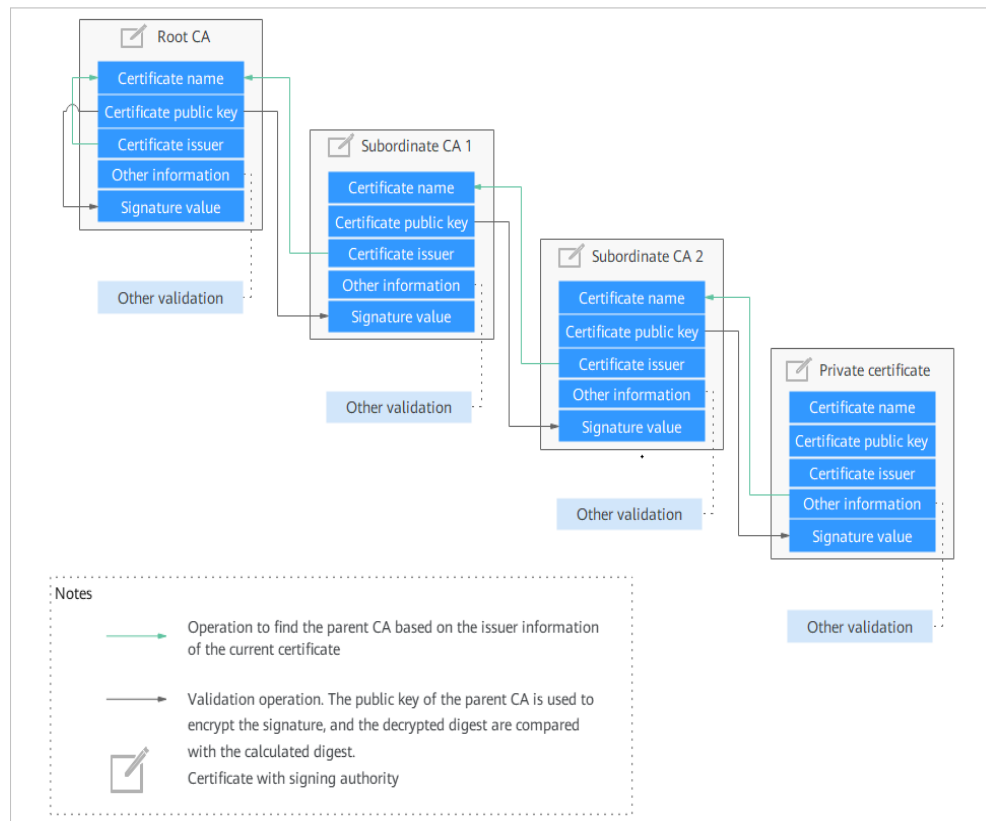 Root CA
Certificate name
Certificate public key
Certificate issuer
Other information
Signature value
Other validation
Subordinate CA 1
Certificate name
Certificate public key
Certificate issuer
Other information
Signature value
Other validation
Subordinate CA 2
Certificate name
Certificate public key
Certificate issuer
Other information
Signature value
Other validation
Private certificate
Certificate name
Certificate public key
Certificate issuer
Other information
Signature value
Other validation
Notes
Operation to find the parent CA based on the issuer information
of the current certificate
Validation operation. The public key of the parent CA is used to
encrypt the signature, and the decrypted digest are compared
with the calculated digest.
Certificate with signing authority